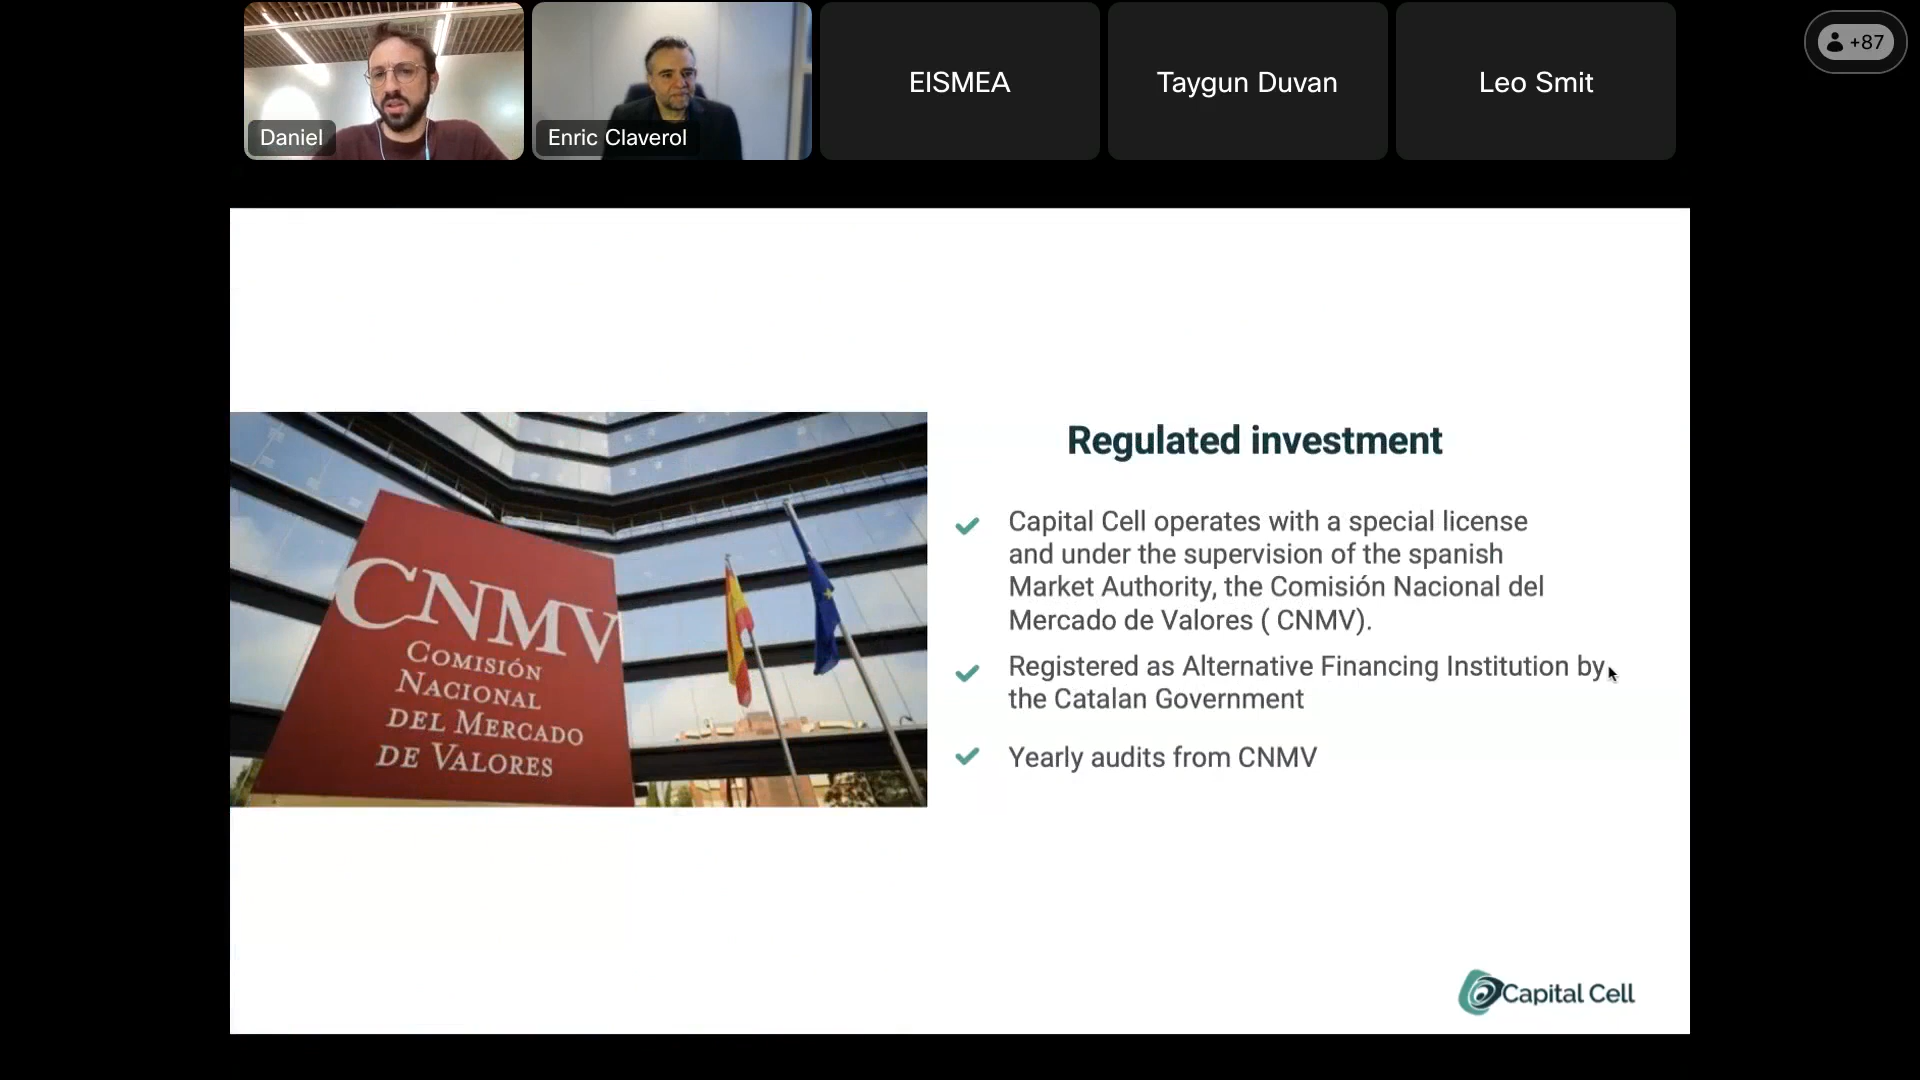 Daniel
Enric Claverol
EISMEA
Taygun Duvan
Leo Smit
+87
CNMV
COMISIÓN
NACIONAL
DEL MERCADO
DE VALORES
Regulated investment
Capital Cell operates with a special license
and under the supervision of the spanish
Market Authority, the Comisión Nacional del
Mercado de Valores ( CNMV).
Registered as Alternative Financing Institution by
the Catalan Government
Yearly audits from CNMV
Capital Cell